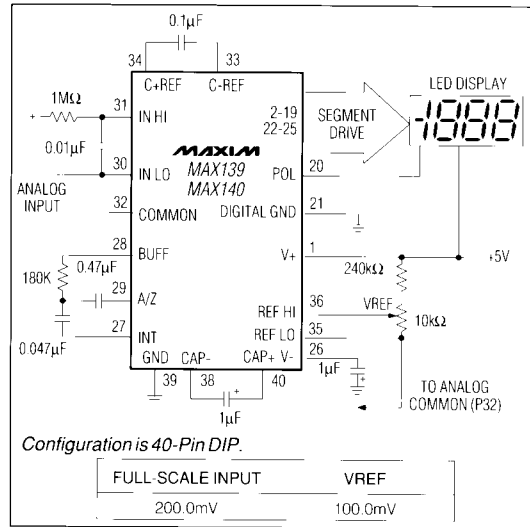 0.1µF
34 33
C+REF C-REF
1MΩ
+
31 IN HI
0.01µF
30 IN LO
ANALOG
INPUT
32 COMMON
28 BUFF
180K
0.47µF
29 A/Z
0.047µF
27 INT
MAXIM
MAX139
MAX140
2-19
22-25
SEGMENT
DRIVE
LED DISPLAY
-1888
POL 20
DIGITAL GND 21
V+ 1
+5V
240kΩ
REF HI 36
VREF
10kΩ
REF LO 35
V- 26
1µF
+
GND CAP- CAP+
39 38 40
+
1µF
TO ANALOG
COMMON (P32)
Configuration is 40-Pin DIP.
FULL-SCALE INPUT VREF
200.0mV 100.0mV